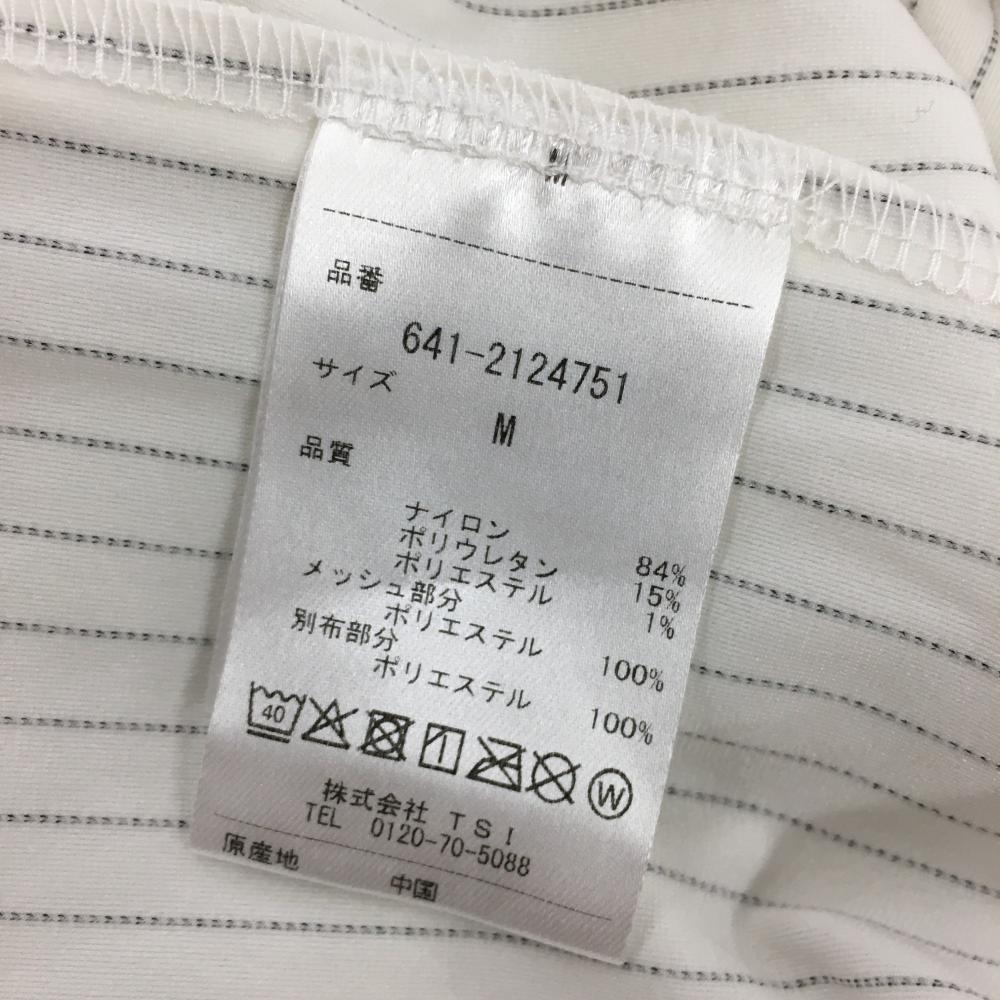 M
品番
641-2124751
サイズ
M
品質
ナイロン 84%
ポリウレタン 15%
ポリエステル 1%
メッシュ部分
ポリエステル 100%
別布部分
ポリエステル 100%
40 W
株式会社 TSI
TEL 0120-70-5088
原産地 中国